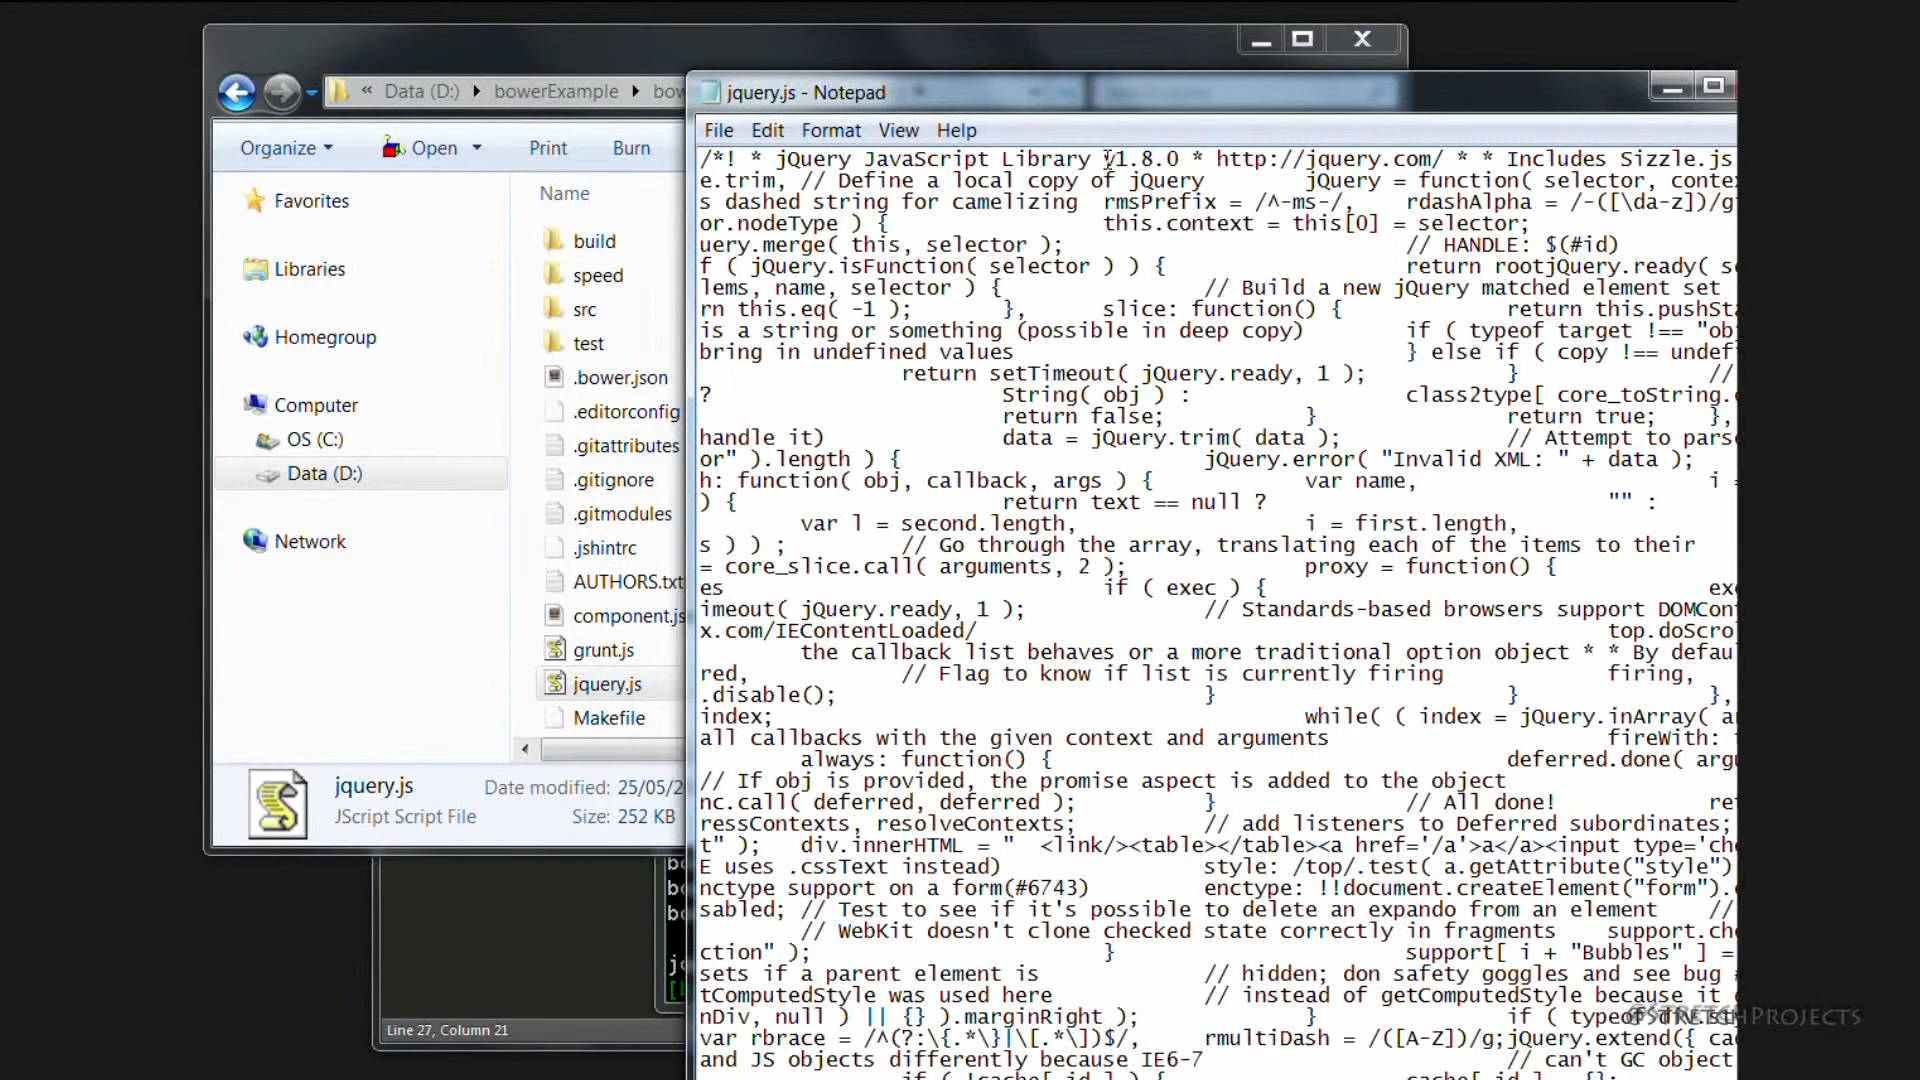 « Data (D:) bowerExample
Organize Open Print Burn
Favorites
Libraries
Homegroup
Computer
OS (C:)
Data (D:)
Network
Name
build
speed
src
test
.bower.json
.editorconfig
.gitattributes
.gitignore
.gitmodules
.jshintrc
AUTHORS.txt
component.js
grunt.js
jquery.js
Makefile
jquery.js Date modified: 25/05/2
JScript Script File Size: 252 KB
Line 27, Column 21
jquery.js - Notepad
File Edit Format View Help
/*! * jQuery JavaScript Library v1.8.0 * http://jquery.com/ * * Includes Sizzle.js
e.trim, // Define a local copy of jQuery jQuery = function( selector, contex
s dashed string for camelizing rmsPrefix = /^-ms-/, rdashAlpha = /-([\da-z])/g
or.nodeType ) { this.context = this[0] = selector;
uery.merge( this, selector ); // HANDLE: $(#id)
f ( jQuery.isFunction( selector ) ) { return rootjQuery.ready( se
lems, name, selector ) { // Build a new jQuery matched element set
rn this.eq( -1 ); }, slice: function() { return this.pushSta
is a string or something (possible in deep copy) if ( typeof target !== "ob
bring in undefined values } else if ( copy !== undef
return setTimeout( jQuery.ready, 1 ); } //
? String( obj ) : class2type[ core_toString.
return false; } return true; },
handle it) data = jQuery.trim( data ); // Attempt to pars
or" ).length ) { jQuery.error( "Invalid XML: " + data );
h: function( obj, callback, args ) { var name, i =
) { return text == null ? "" :
var l = second.length, i = first.length,
s ) ) ; // Go through the array, translating each of the items to their
= core_slice.call( arguments, 2 ); proxy = function() {
es if ( exec ) { exe
imeout( jQuery.ready, 1 ); // Standards-based browsers support DOMCont
x.com/IEContentLoaded/ top.doScrol
the callback list behaves or a more traditional option object * * By defau
red, // Flag to know if list is currently firing firing,
.disable(); } } },
index; while( ( index = jQuery.inArray( ar
all callbacks with the given context and arguments fireWith:
always: function() { deferred.done( argu
// If obj is provided, the promise aspect is added to the object
nc.call( deferred, deferred ); } // All done! ret
ressContexts, resolveContexts; // add listeners to Deferred subordinates;
t" ); div.innerHTML = " <link/><table></table><a href='/a'>a</a><input type='che
E uses .cssText instead) style: /top/.test( a.getAttribute("style")
nctype support on a form(#6743) enctype: !!document.createElement("form").
sabled; // Test to see if it's possible to delete an expando from an element //
// WebKit doesn't clone checked state correctly in fragments support.che
ction" ); } support[ i + "Bubbles" ] =
sets if a parent element is // hidden; don safety goggles and see bug
tComputedStyle was used here // instead of getComputedStyle because it
nDiv, null ) || {} ).marginRight ); } if ( typeof div.st
var rbrace = /^(?:\{.*\}|\[.*\])$/, rmultiDash = /([A-Z])/g;jQuery.extend({ cac
and JS objects differently because IE6-7 // can't GC object
@StretchProjects